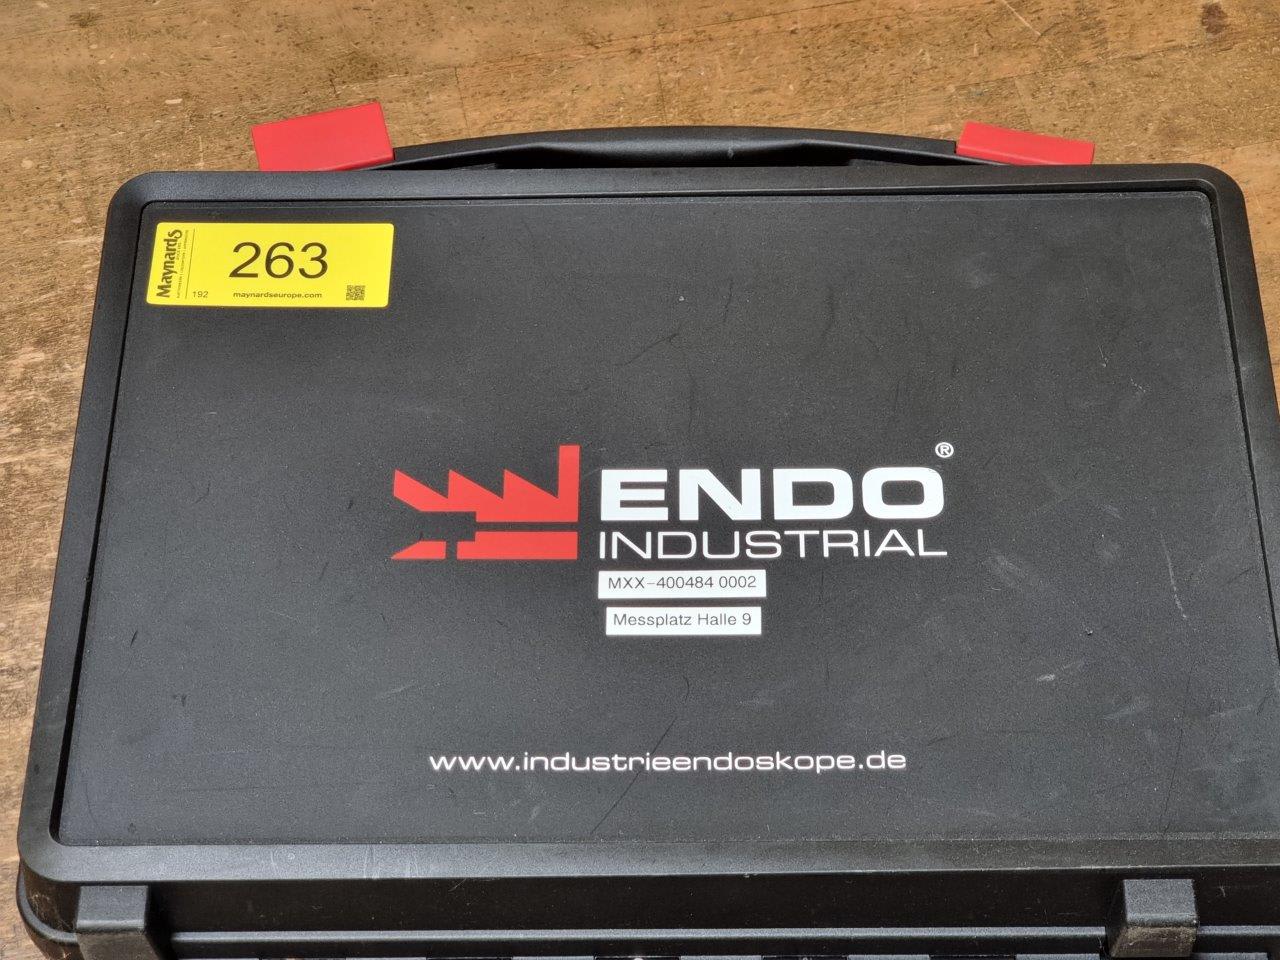 Maynards
263
192
maynardseurope.com
ENDO®
INDUSTRIAL
MXX-400484 0002
Messplatz Halle 9
www.industrieendoskope.de